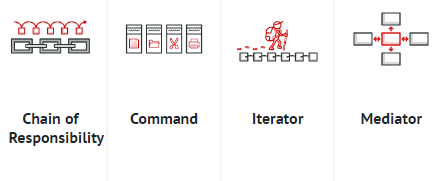 Chain of
Responsibility
Command
Iterator
Mediator